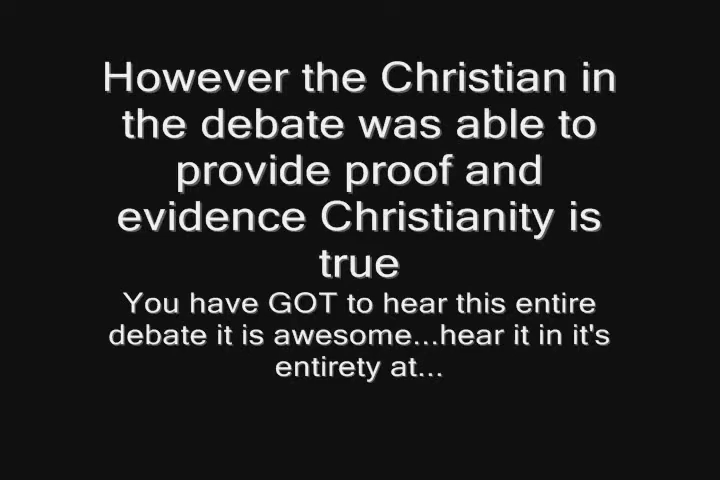 However the Christian in
the debate was able to
provide proof and
evidence Christianity is
true
You have GOT to hear this entire
debate it is awesome...hear it in it's
entirety at...